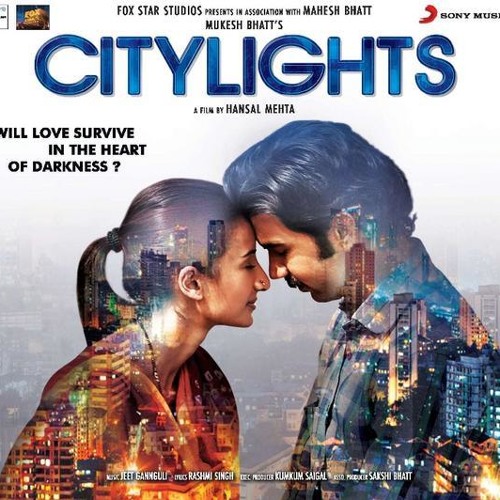 FOX STAR STUDIOS PRESENTS IN ASSOCIATION WITH MAHESH BHATT
MUKESH BHATT'S
SONY MUSIC
CITYLIGHTS
A FILM BY HANSAL MEHTA
WILL LOVE SURVIVE
IN THE HEART
OF DARKNESS ?
MUSIC JEET GANNGULI LYRICS RASHMI SINGH EXEC. PRODUCER KUMKUM SAIGAL ASSO. PRODUCER SAKSHI BHATT